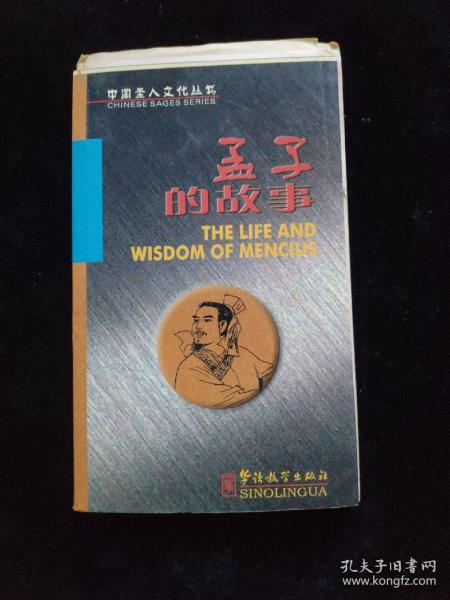 中国圣人文化丛书
CHINESE SAGES SERIES
孟子
的故事
THE LIFE AND
WISDOM OF MENCIUS
华语教学出版社
SINOLINGUA
孔夫子旧书网
www.kongfz.com